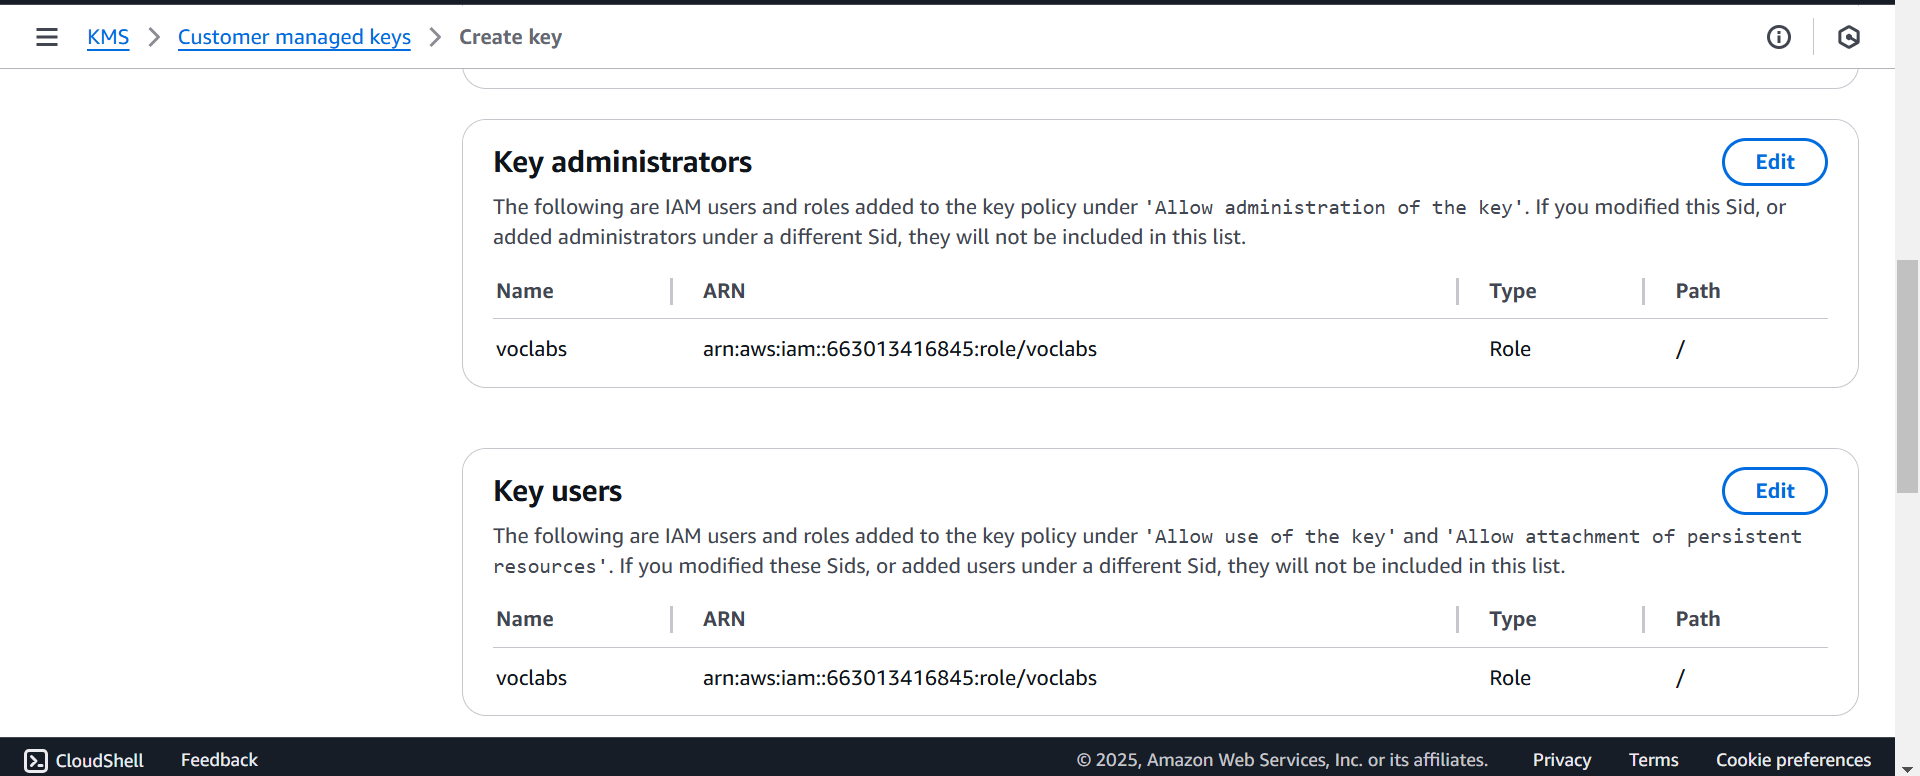 KMS > Customer managed keys > Create key
Key administrators
Edit
The following are IAM users and roles added to the key policy under 'Allow administration of the key'. If you modified this Sid, or
added administrators under a different Sid, they will not be included in this list.
Name ARN Type Path
voclabs arn:aws:iam::663013416845:role/voclabs Role /
Key users
Edit
The following are IAM users and roles added to the key policy under 'Allow use of the key' and 'Allow attachment of persistent
resources'. If you modified these Sids, or added users under a different Sid, they will not be included in this list.
Name ARN Type Path
voclabs arn:aws:iam::663013416845:role/voclabs Role /
CloudShell Feedback © 2025, Amazon Web Services, Inc. or its affiliates. Privacy Terms Cookie preferences